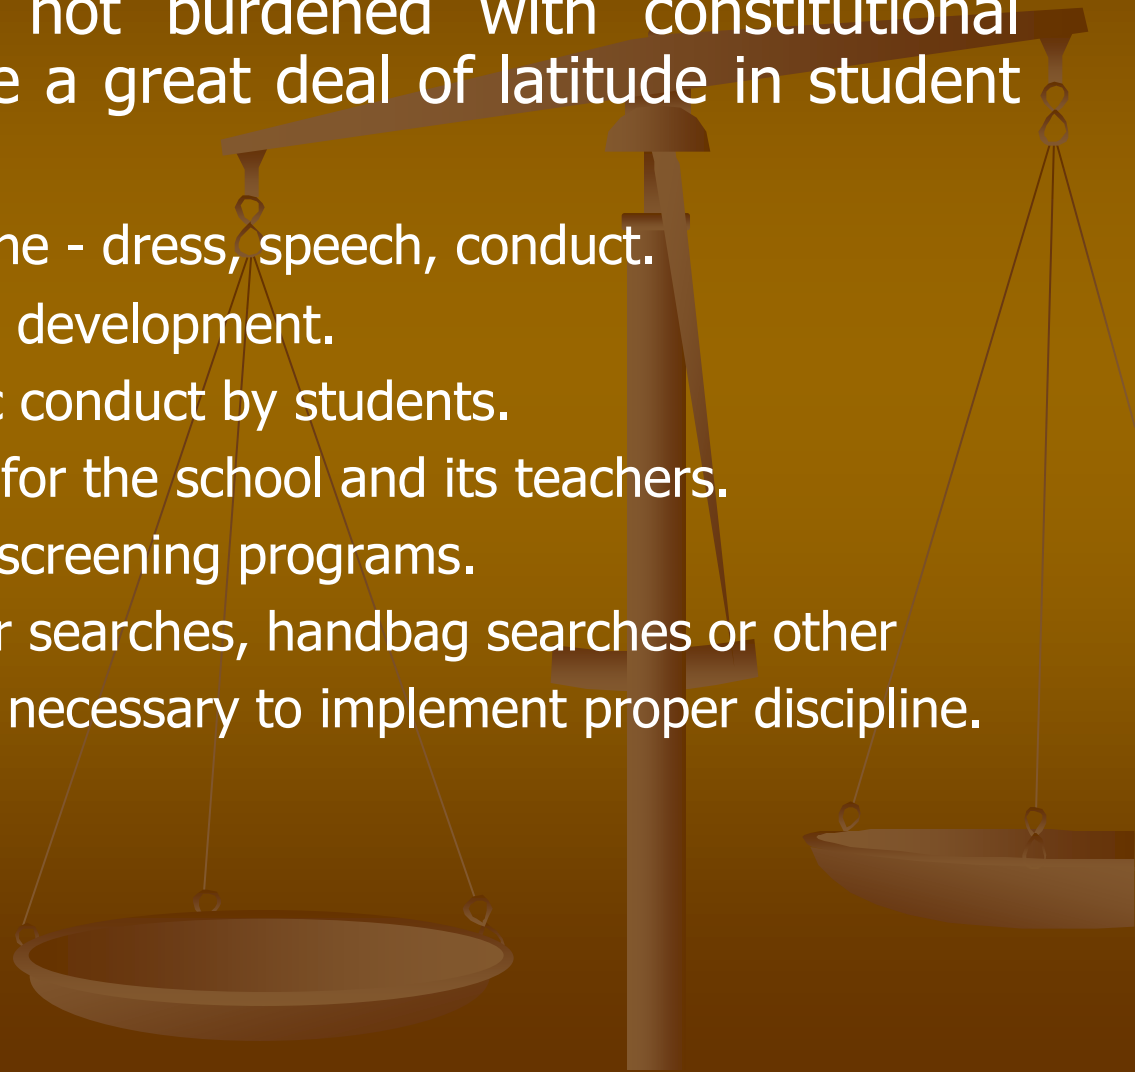 not burdened with constitutional
a great deal of latitude in student
- dress, speech, conduct.
development.
conduct by students.
for the school and its teachers.
screening programs.
searches, handbag searches or other
necessary to implement proper discipline.